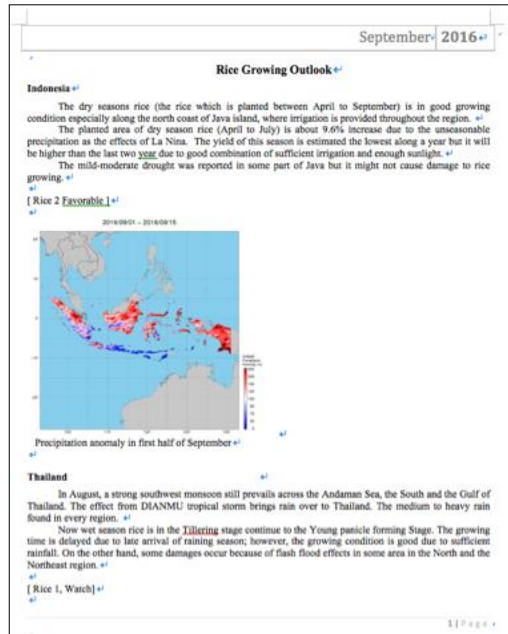 September 2016
Rice Growing Outlook
Indonesia
The dry seasons rice (the rice which is planted between April to September) is in good growing
condition especially along the north coast of Java island, where irrigation is provided throughout the region.
The planted area of dry season rice (April to July) is about 9.6% increase due to the unseasonable
precipitation as the effects of La Nina. The yield of this season is estimated the lowest along a year but it will
be higher than the last two year due to good combination of sufficient irrigation and enough sunlight.
The mild-moderate drought was reported in some part of Java but it might not cause damage to rice
growing.
[ Rice 2 Favorable ]
2016/09/01 - 2016/09/15
Precipitation anomaly in first half of September
Thailand
In August, a strong southwest monsoon still prevails across the Andaman Sea, the South and the Gulf of
Thailand. The effect from DIANMU tropical storm brings rain over to Thailand. The medium to heavy rain
found in every region.
Now wet season rice is in the Tillering stage continue to the Young panicle forming Stage. The growing
time is delayed due to late arrival of raining season; however, the growing condition is good due to sufficient
rainfall. On the other hand, some damages occur because of flash flood effects in some area in the North and the
Northeast region.
[ Rice 1, Watch]
1 | Page